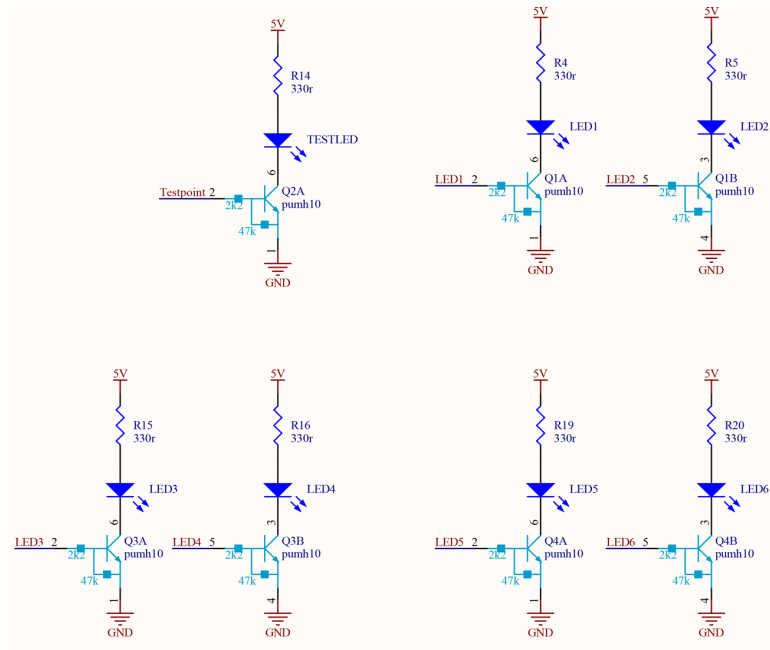 5V
R14
330r
TESTLED
6
Testpoint 2
2k2
Q2A
pumh10
47k
1
GND
5V
R4
330r
LED1
6
LED1 2
2k2
Q1A
pumh10
47k
1
GND
5V
R5
330r
LED2
3
LED2 5
2k2
Q1B
pumh10
47k
4
GND
5V
R15
330r
LED3
6
LED3 2
2k2
Q3A
pumh10
47k
1
GND
5V
R16
330r
LED4
3
LED4 5
2k2
Q3B
pumh10
47k
4
GND
5V
R19
330r
LED5
6
LED5 2
2k2
Q4A
pumh10
47k
1
GND
5V
R20
330r
LED6
3
LED6 5
2k2
Q4B
pumh10
47k
4
GND